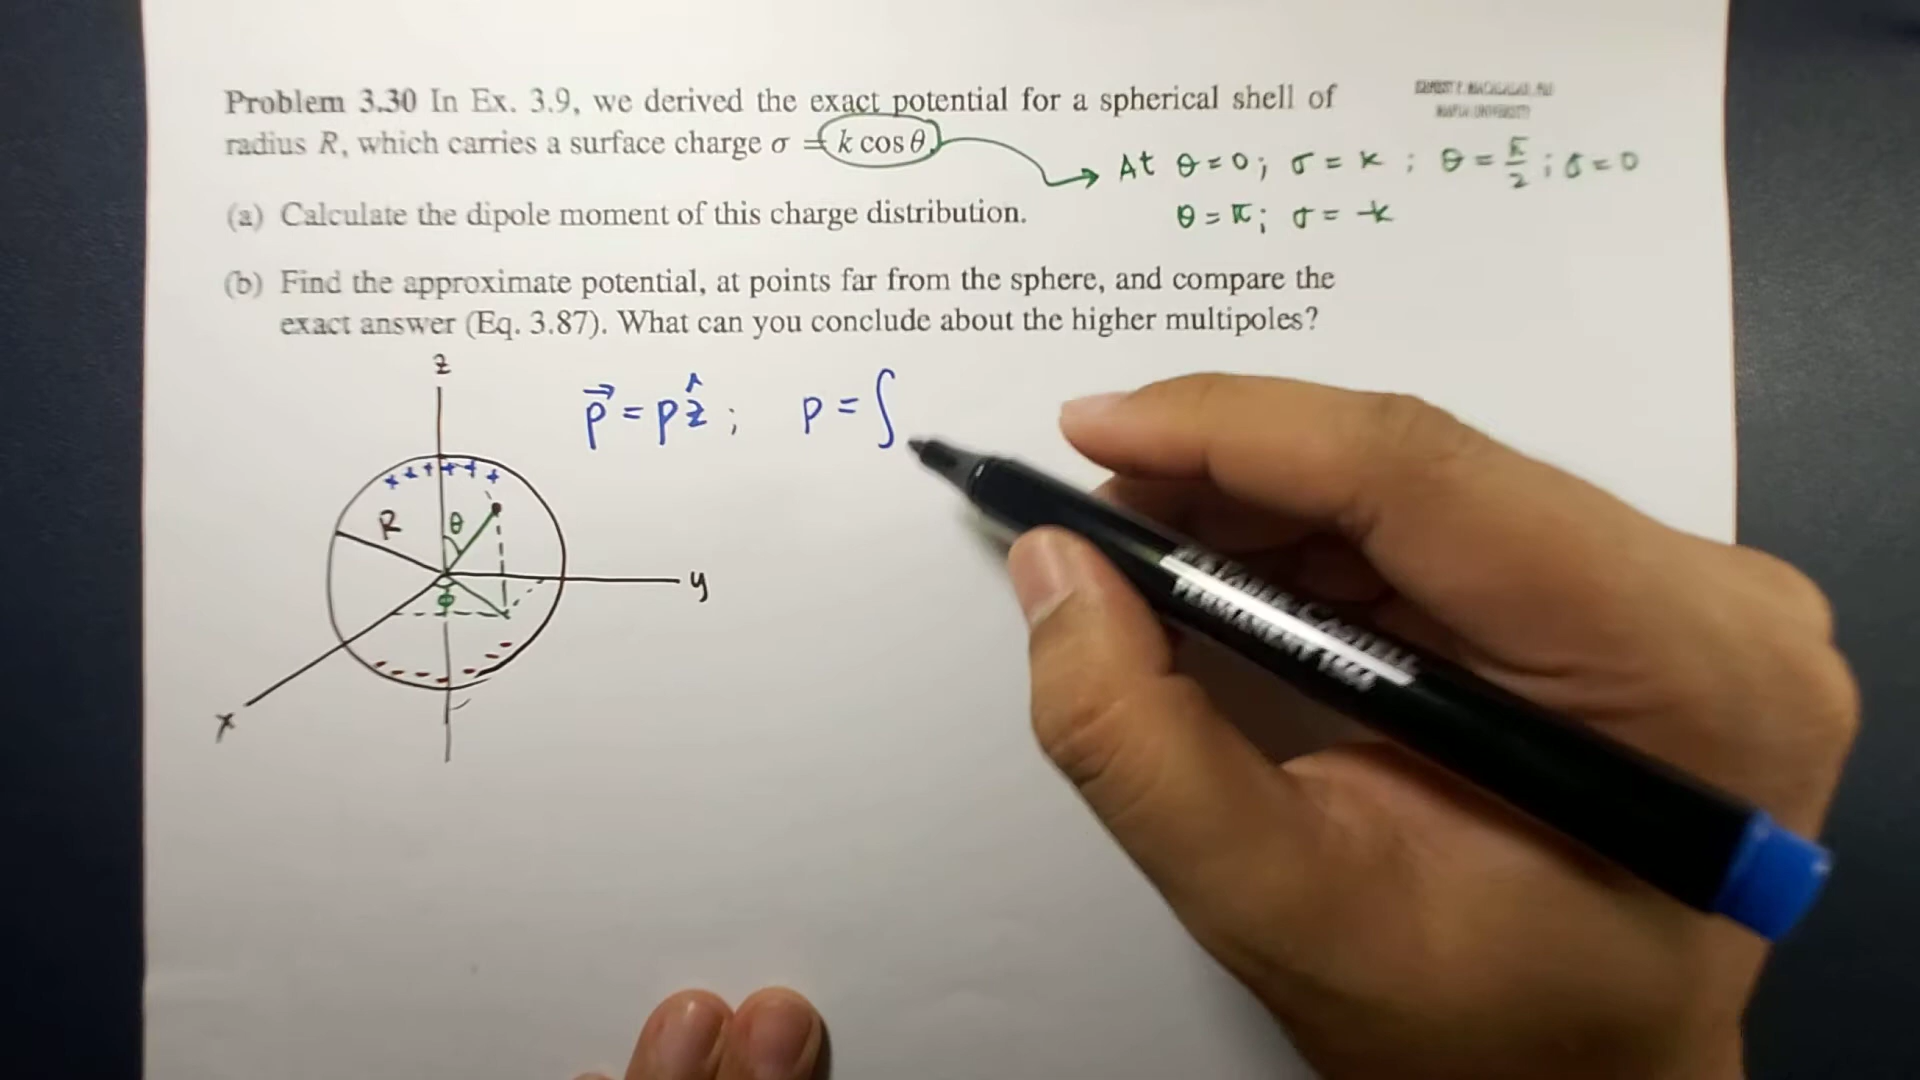 Problem 3.30 In Ex. 3.9, we derived the exact potential for a spherical shell of
radius R, which carries a surface charge σ = k cos θ.
At θ = 0; σ = k ; θ = π/2 ; σ = 0
θ = π; σ = -k
(a) Calculate the dipole moment of this charge distribution.
(b) Find the approximate potential, at points far from the sphere, and compare the
exact answer (Eq. 3.87). What can you conclude about the higher multipoles?
z
p⃗ = p ẑ ; p = ∫
+ + + + + +
R θ
y
ϕ
- - - - - -
x
PERMANENT